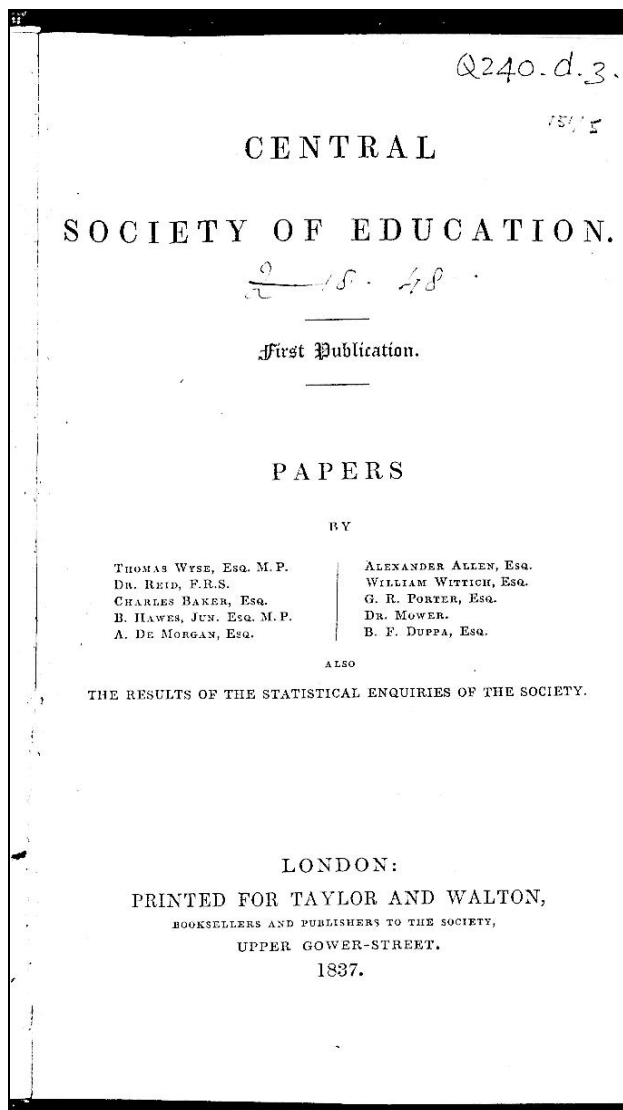 Q240.d.3.
CENTRAL
SOCIETY OF EDUCATION.
18. 48
First Publication.
PAPERS
BY
THOMAS WYSE, ESQ. M.P.
DR. REID, F.R.S.
CHARLES BAKER, ESQ.
B. HAWES, JUN. ESQ. M.P.
A. DE MORGAN, ESQ.
ALEXANDER ALLEN, ESQ.
WILLIAM WITTICH, ESQ.
G. R. PORTER, ESQ.
DR. MOWER.
B. F. DUPPA, ESQ.
ALSO
THE RESULTS OF THE STATISTICAL ENQUIRIES OF THE SOCIETY.
LONDON:
PRINTED FOR TAYLOR AND WALTON,
BOOKSELLERS AND PUBLISHERS TO THE SOCIETY,
UPPER GOWER-STREET.
1837.